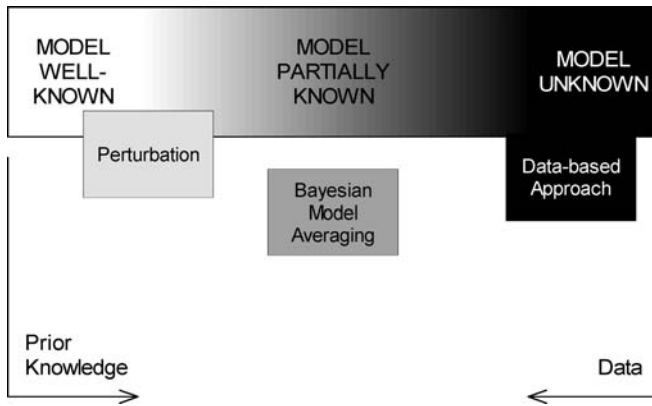 MODEL
WELL-
KNOWN
MODEL
PARTIALLY
KNOWN
MODEL
UNKNOWN
Perturbation
Bayesian
Model
Averaging
Data-based
Approach
Prior
Knowledge
Data